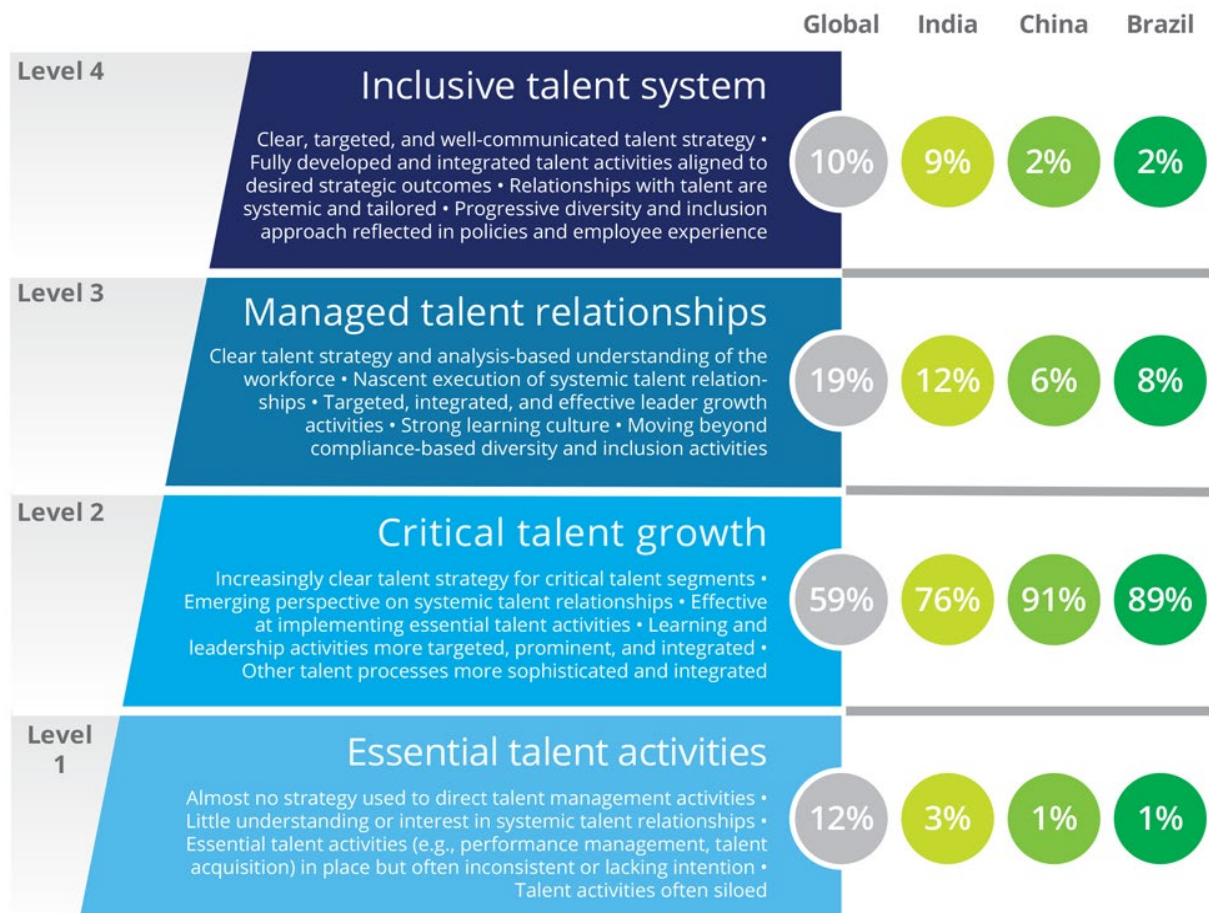 Global India China Brazil
Level 4
Inclusive talent system
Clear, targeted, and well-communicated talent strategy •
Fully developed and integrated talent activities aligned to
desired strategic outcomes • Relationships with talent are
systemic and tailored • Progressive diversity and inclusion
approach reflected in policies and employee experience
10% 9% 2% 2%
Level 3
Managed talent relationships
Clear talent strategy and analysis-based understanding of the
workforce • Nascent execution of systemic talent relation-
ships • Targeted, integrated, and effective leader growth
activities • Strong learning culture • Moving beyond
compliance-based diversity and inclusion activities
19% 12% 6% 8%
Level 2
Critical talent growth
Increasingly clear talent strategy for critical talent segments •
Emerging perspective on systemic talent relationships • Effective
at implementing essential talent activities • Learning and
leadership activities more targeted, prominent, and integrated •
Other talent processes more sophisticated and integrated
59% 76% 91% 89%
Level
1
Essential talent activities
Almost no strategy used to direct talent management activities •
Little understanding or interest in systemic talent relationships •
Essential talent activities (e.g., performance management, talent
acquisition) in place but often inconsistent or lacking intention •
Talent activities often siloed
12% 3% 1% 1%